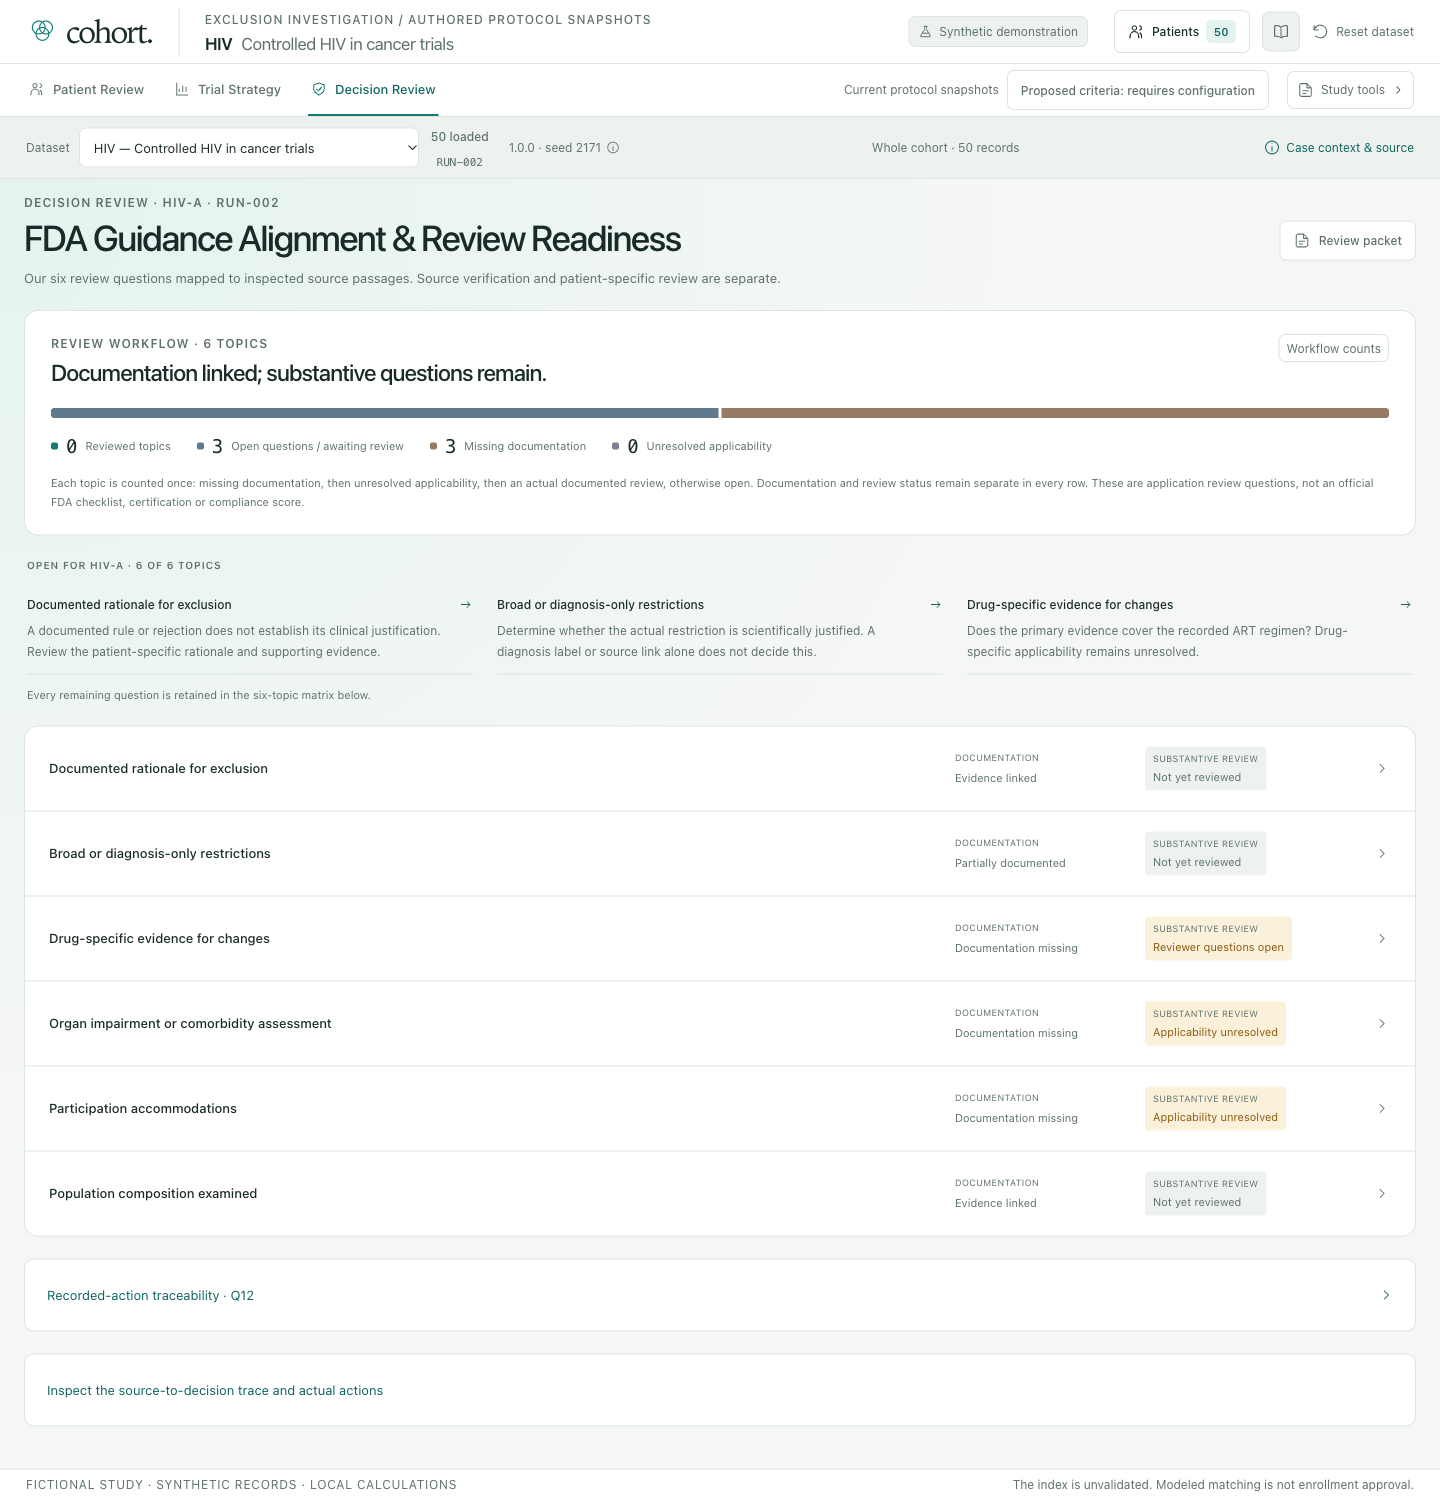 cohort.
EXCLUSION INVESTIGATION / AUTHORED PROTOCOL SNAPSHOTS
HIV Controlled HIV in cancer trials
Synthetic demonstration
Patients 50
Reset dataset
Patient Review
Trial Strategy
Decision Review
Current protocol snapshots
Proposed criteria: requires configuration
Study tools
Dataset
HIV — Controlled HIV in cancer trials
50 loaded
RUN-002
1.0.0 · seed 2171
Whole cohort · 50 records
Case context & source
DECISION REVIEW · HIV-A · RUN-002
FDA Guidance Alignment & Review Readiness
Review packet
Our six review questions mapped to inspected source passages. Source verification and patient-specific review are separate.
REVIEW WORKFLOW · 6 TOPICS
Workflow counts
Documentation linked; substantive questions remain.
0 Reviewed topics
3 Open questions / awaiting review
3 Missing documentation
0 Unresolved applicability
Each topic is counted once: missing documentation, then unresolved applicability, then an actual documented review, otherwise open. Documentation and review status remain separate in every row. These are application review questions, not an official
FDA checklist, certification or compliance score.
OPEN FOR HIV-A · 6 OF 6 TOPICS
Documented rationale for exclusion
A documented rule or rejection does not establish its clinical justification.
Review the patient-specific rationale and supporting evidence.
Broad or diagnosis-only restrictions
Determine whether the actual restriction is scientifically justified. A
diagnosis label or source link alone does not decide this.
Drug-specific evidence for changes
Does the primary evidence cover the recorded ART regimen? Drug-
specific applicability remains unresolved.
Every remaining question is retained in the six-topic matrix below.
Documented rationale for exclusion
DOCUMENTATION
Evidence linked
SUBSTANTIVE REVIEW
Not yet reviewed
Broad or diagnosis-only restrictions
DOCUMENTATION
Partially documented
SUBSTANTIVE REVIEW
Not yet reviewed
Drug-specific evidence for changes
DOCUMENTATION
Documentation missing
SUBSTANTIVE REVIEW
Reviewer questions open
Organ impairment or comorbidity assessment
DOCUMENTATION
Documentation missing
SUBSTANTIVE REVIEW
Applicability unresolved
Participation accommodations
DOCUMENTATION
Documentation missing
SUBSTANTIVE REVIEW
Applicability unresolved
Population composition examined
DOCUMENTATION
Evidence linked
SUBSTANTIVE REVIEW
Not yet reviewed
Recorded-action traceability · Q12
Inspect the source-to-decision trace and actual actions
FICTIONAL STUDY · SYNTHETIC RECORDS · LOCAL CALCULATIONS
The index is unvalidated. Modeled matching is not enrollment approval.